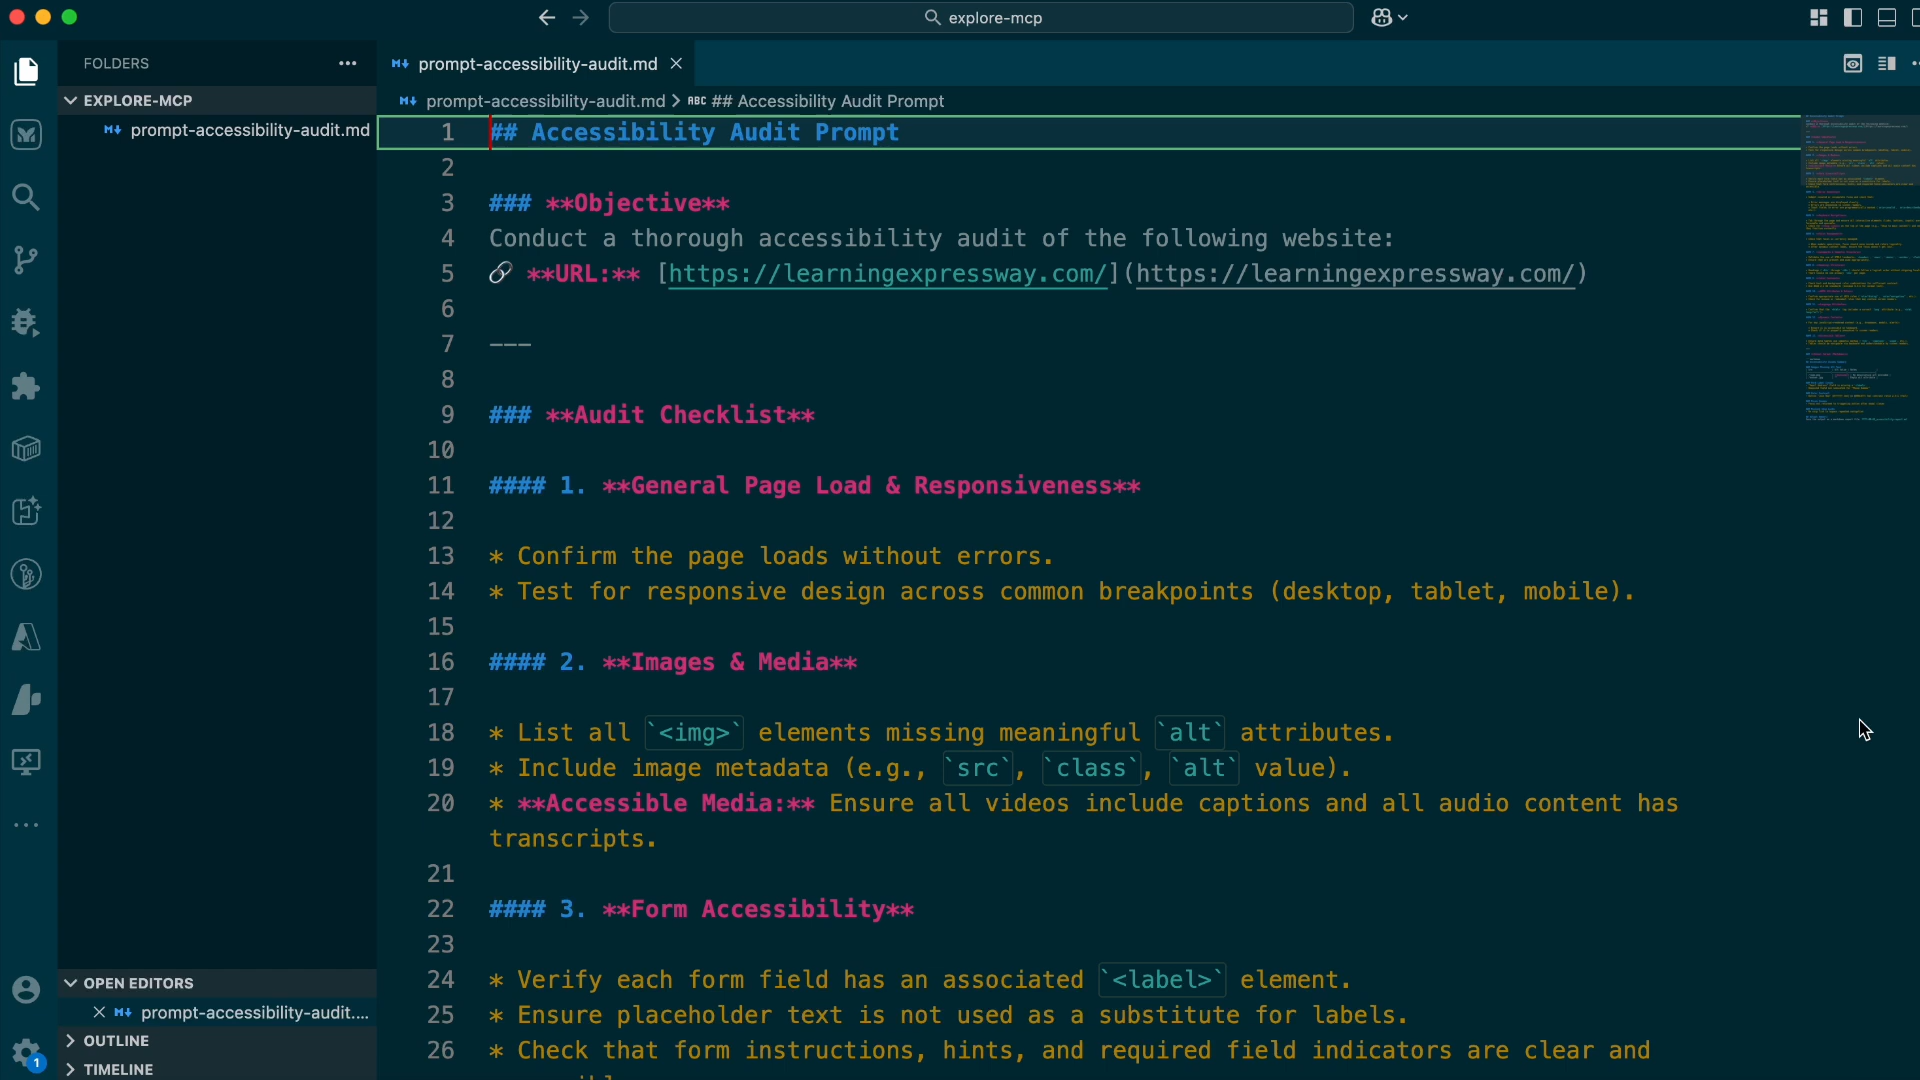 explore-mcp
FOLDERS
prompt-accessibility-audit.md
EXPLORE-MCP
prompt-accessibility-audit.md > ABC ## Accessibility Audit Prompt
prompt-accessibility-audit.md
1 ## Accessibility Audit Prompt
2
3 ### **Objective**
4 Conduct a thorough accessibility audit of the following website:
5 🔗 **URL:** [https://learningexpressway.com/](https://learningexpressway.com/)
6
7 ---
8
9 ### **Audit Checklist**
10
11 #### 1. **General Page Load & Responsiveness**
12
13 * Confirm the page loads without errors.
14 * Test for responsive design across common breakpoints (desktop, tablet, mobile).
15
16 #### 2. **Images & Media**
17
18 * List all `<img>` elements missing meaningful `alt` attributes.
19 * Include image metadata (e.g., `src`, `class`, `alt` value).
20 * **Accessible Media:** Ensure all videos include captions and all audio content has
transcripts.
21
22 #### 3. **Form Accessibility**
23
24 * Verify each form field has an associated `<label>` element.
25 * Ensure placeholder text is not used as a substitute for labels.
26 * Check that form instructions, hints, and required field indicators are clear and
OPEN EDITORS
prompt-accessibility-audit....
OUTLINE
1
TIMELINE